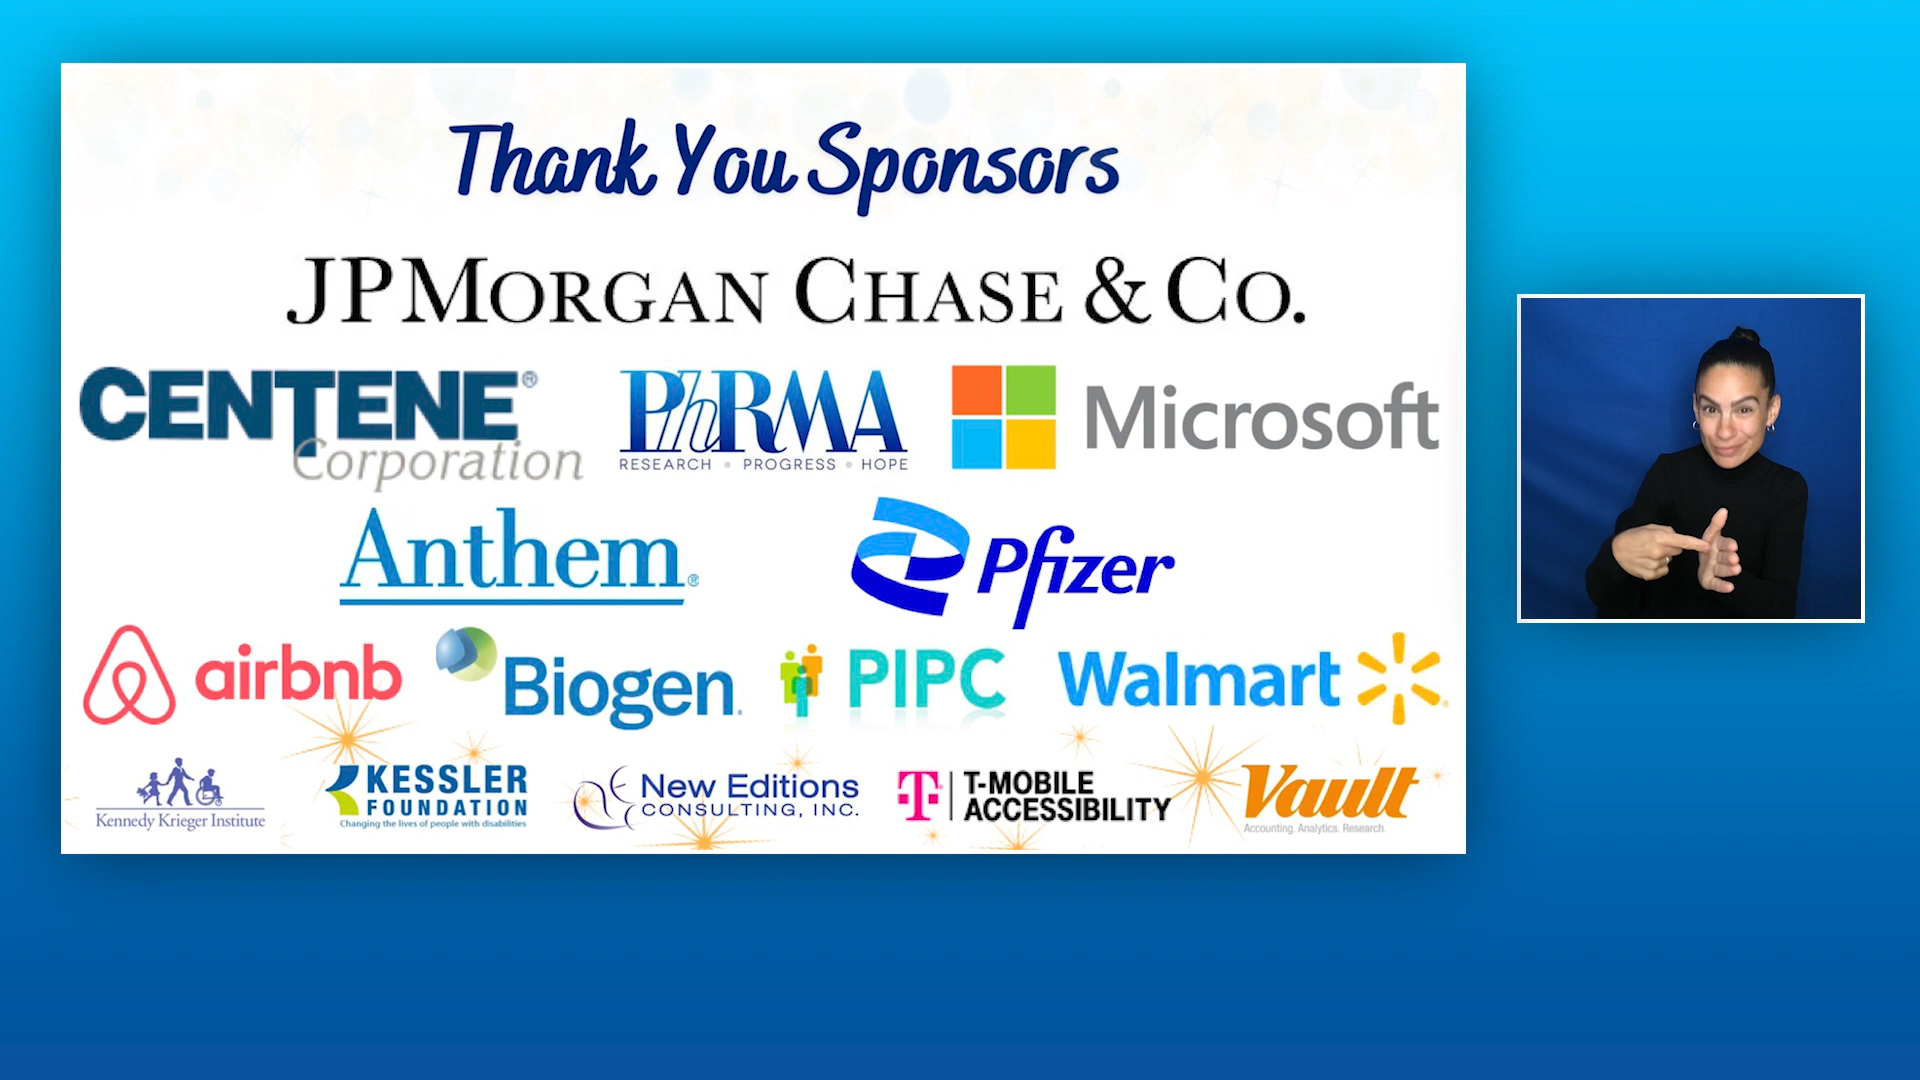 Thank You Sponsors
JPMORGAN CHASE & CO.
CENTENE®
Corporation
PhRMA
RESEARCH • PROGRESS • HOPE
Microsoft
Anthem®
Pfizer
airbnb
Biogen.
PIPC
Walmart
Kennedy Krieger Institute
KESSLER
FOUNDATION
Changing the lives of people with disabilities
New Editions
CONSULTING, INC.
T
T-MOBILE
ACCESSIBILITY
Vault
Accounting. Analytics. Research.